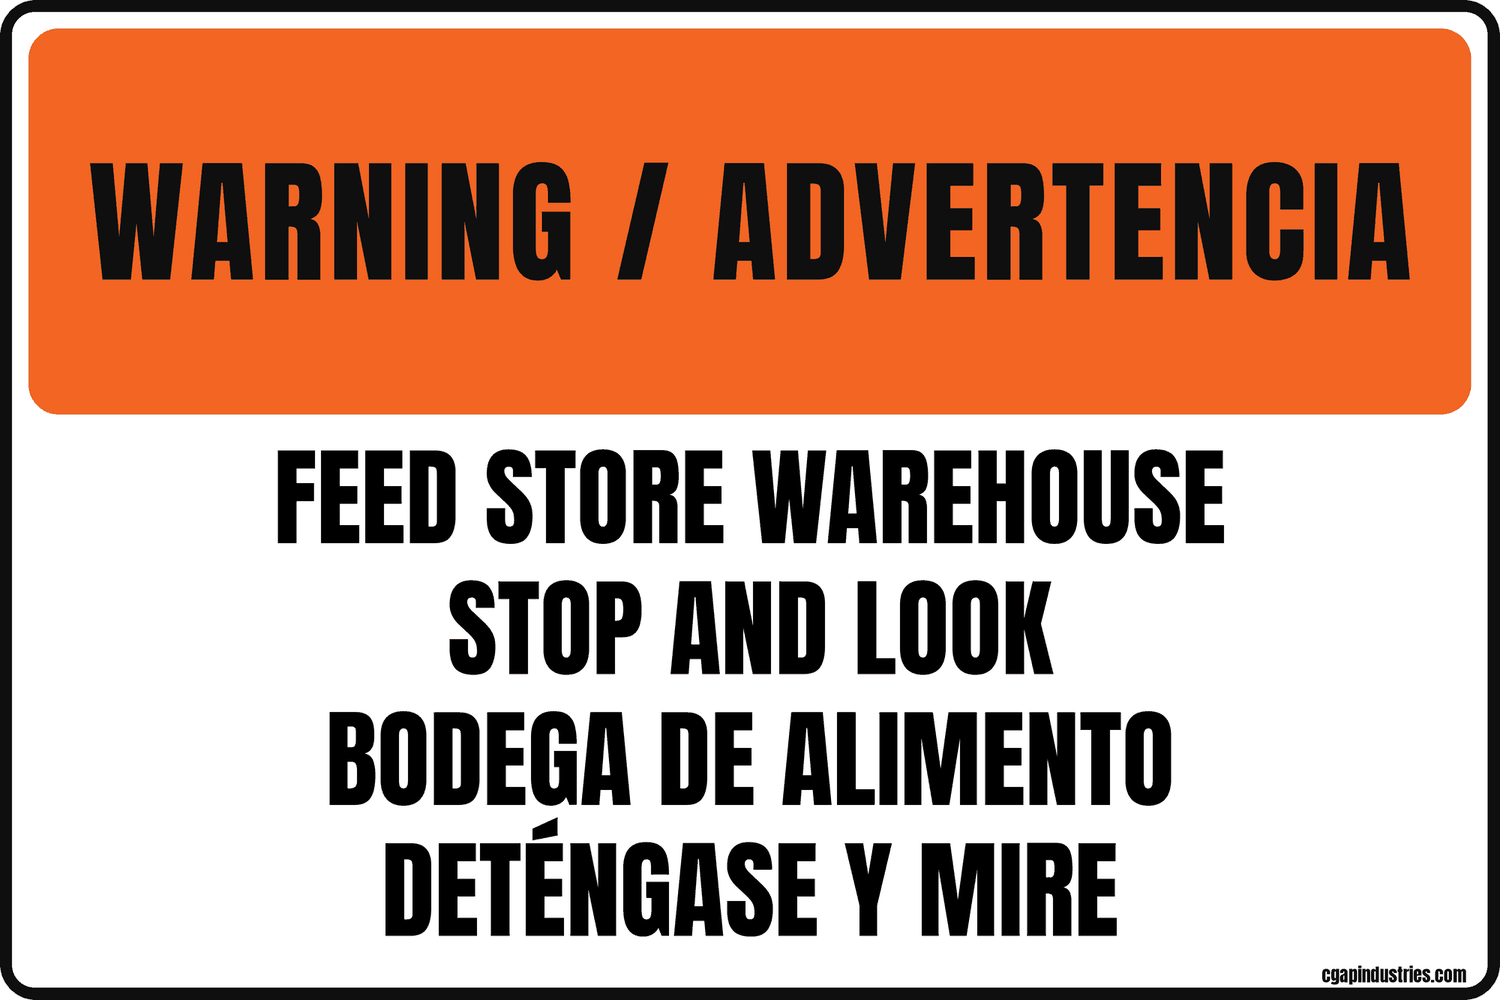 WARNING / ADVERTENCIA
FEED STORE WAREHOUSE
STOP AND LOOK
BODEGA DE ALIMENTO
DETÉNGASE Y MIRE
cgapindustries.com